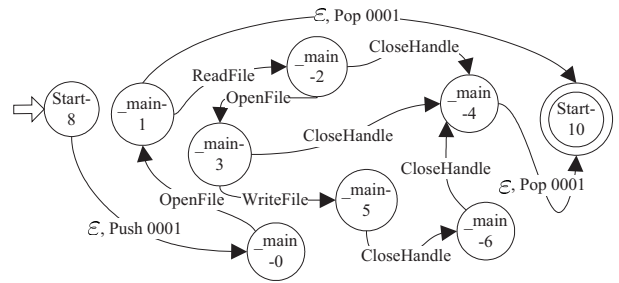 ε, Pop 0001
_main
-2
CloseHandle
ReadFile
Start-
8
_main-
1
OpenFile
_main
-4
Start-
10
CloseHandle
_main-
3
CloseHandle
ε, Pop 0001
OpenFile
WriteFile
_main-
5
ε, Push 0001
_main
-0
_main
-6
CloseHandle